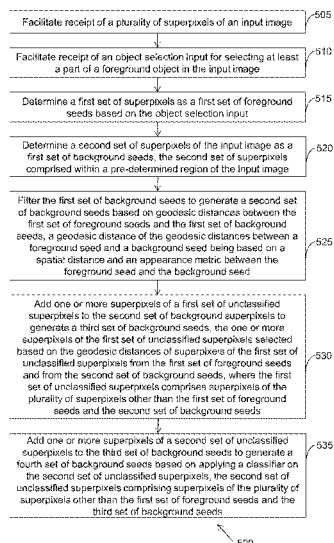 Facilitate receipt of a plurality of superpixels of an input image
505
Facilitate receipt of an object selection input for selecting at least
a part of a foreground object in the input image
510
Determine a first set of superpixels as a first set of foreground
seeds based on the object selection input
515
Determine a second set of superpixels of the input image as a
first set of background seeds, the second set of superpixels
comprised within a pre-determined region of the input image
520
Filter the first set of background seeds to generate a second set
of background seeds based on geodesic distances between the
first set of foreground seeds and the first set of background
seeds, a geodesic distance of the geodesic distances between a
foreground seed and a background seed being based on a
spatial distance and an appearance metric between the
foreground seed and the background seed
525
Add one or more superpixels of a first set of unclassified
superpixels to the second set of background superpixels to
generate a third set of background seeds, the one or more
superpixels of the first set of unclassified superpixels selected
based on the geodesic distances of superpixels of the first set of
unclassified superpixels from the first set of foreground seeds
and from the second set of background seeds, where the first
set of unclassified superpixels comprises superpixels of the
plurality of superpixels other than the first set of foreground
seeds and the second set of background seeds
530
Add one or more superpixels of a second set of unclassified
superpixels to the third set of background seeds to generate a
fourth set of background seeds based on applying a classifier on
the second set of unclassified superpixels, the second set of
unclassified superpixels comprising superpixels of the plurality of
superpixels other than the first set of foreground seeds and the
third set of background seeds
535